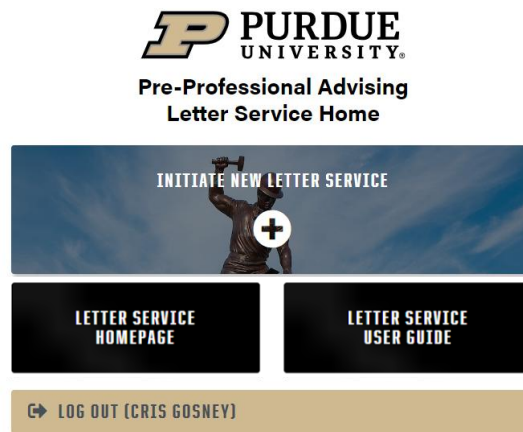 PURDUE
UNIVERSITY®
Pre-Professional Advising
Letter Service Home
INITIATE NEW LETTER SERVICE
LETTER SERVICE
HOMEPAGE
LETTER SERVICE
USER GUIDE
LOG OUT (CRIS GOSNEY)